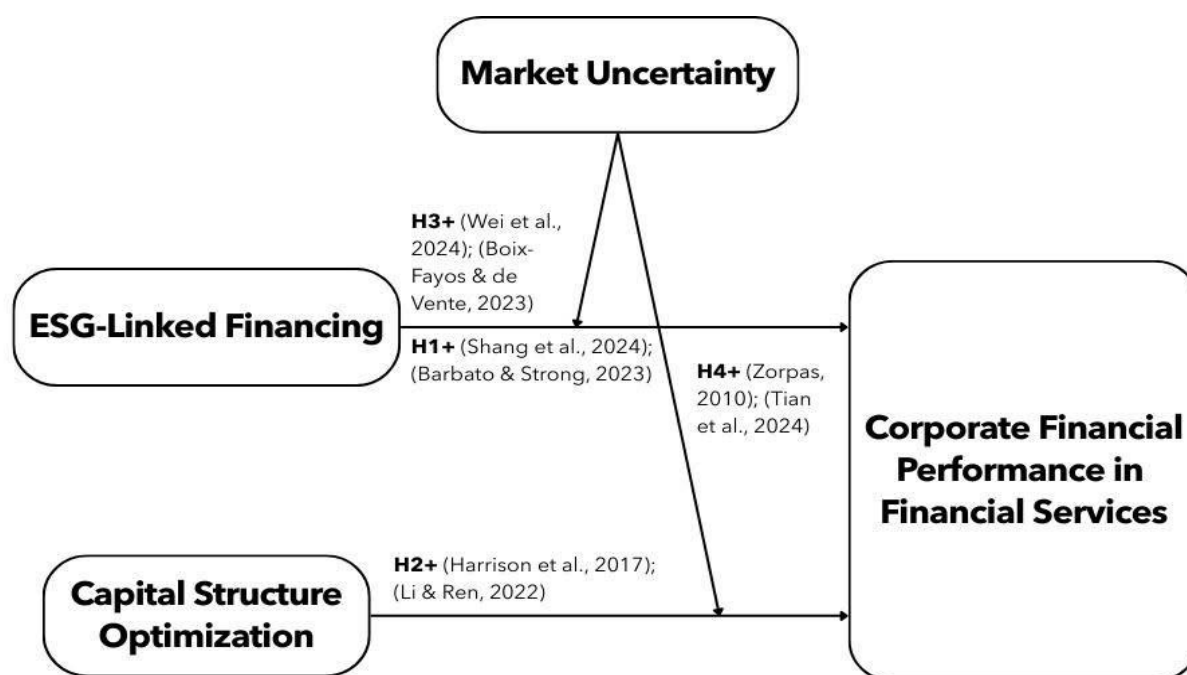 Market Uncertainty
H3+ (Wei et al.,
2024); (Boix-
Fayos & de
Vente, 2023)
ESG-Linked Financing
H1+ (Shang et al., 2024);
(Barbato & Strong, 2023)
H4+ (Zorpas,
2010); (Tian
et al., 2024)
Corporate Financial
Performance in
Financial Services
H2+ (Harrison et al., 2017);
(Li & Ren, 2022)
Capital Structure
Optimization